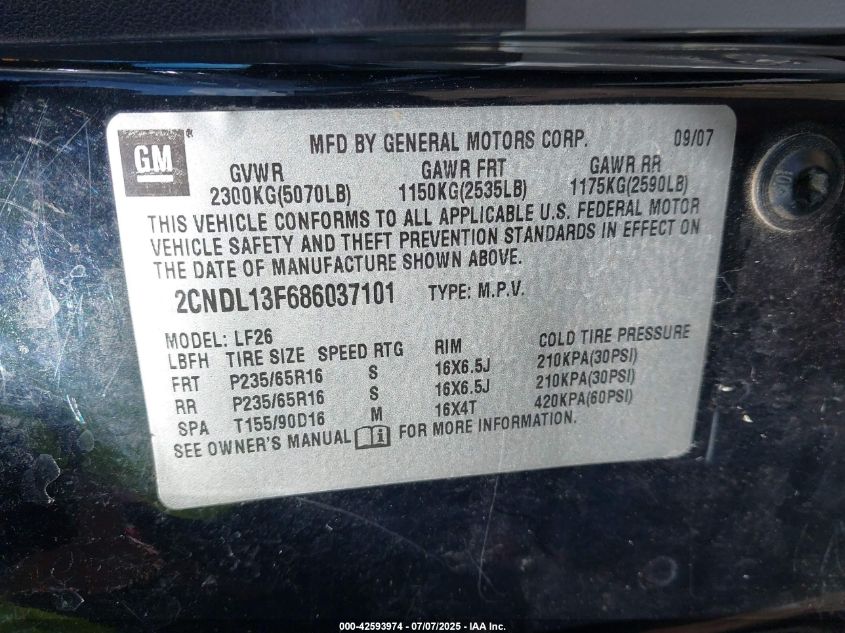 GM ®
MFD BY GENERAL MOTORS CORP. 09/07
GVWR GAWR FRT GAWR RR
2300KG(5070LB) 1150KG(2535LB) 1175KG(2590LB)
THIS VEHICLE CONFORMS TO ALL APPLICABLE U.S. FEDERAL MOTOR
VEHICLE SAFETY AND THEFT PREVENTION STANDARDS IN EFFECT ON
THE DATE OF MANUFACTURE SHOWN ABOVE.
2CNDL13F686037101 TYPE: M.P.V.
MODEL: LF26
LBFH TIRE SIZE SPEED RTG RIM COLD TIRE PRESSURE
FRT P235/65R16 S 16X6.5J 210KPA(30PSI)
RR P235/65R16 S 16X6.5J 210KPA(30PSI)
SPA T155/90D16 M 16X4T 420KPA(60PSI)
SEE OWNER'S MANUAL i FOR MORE INFORMATION.
000-42593974 / 07/07/2025 - IAA Inc.